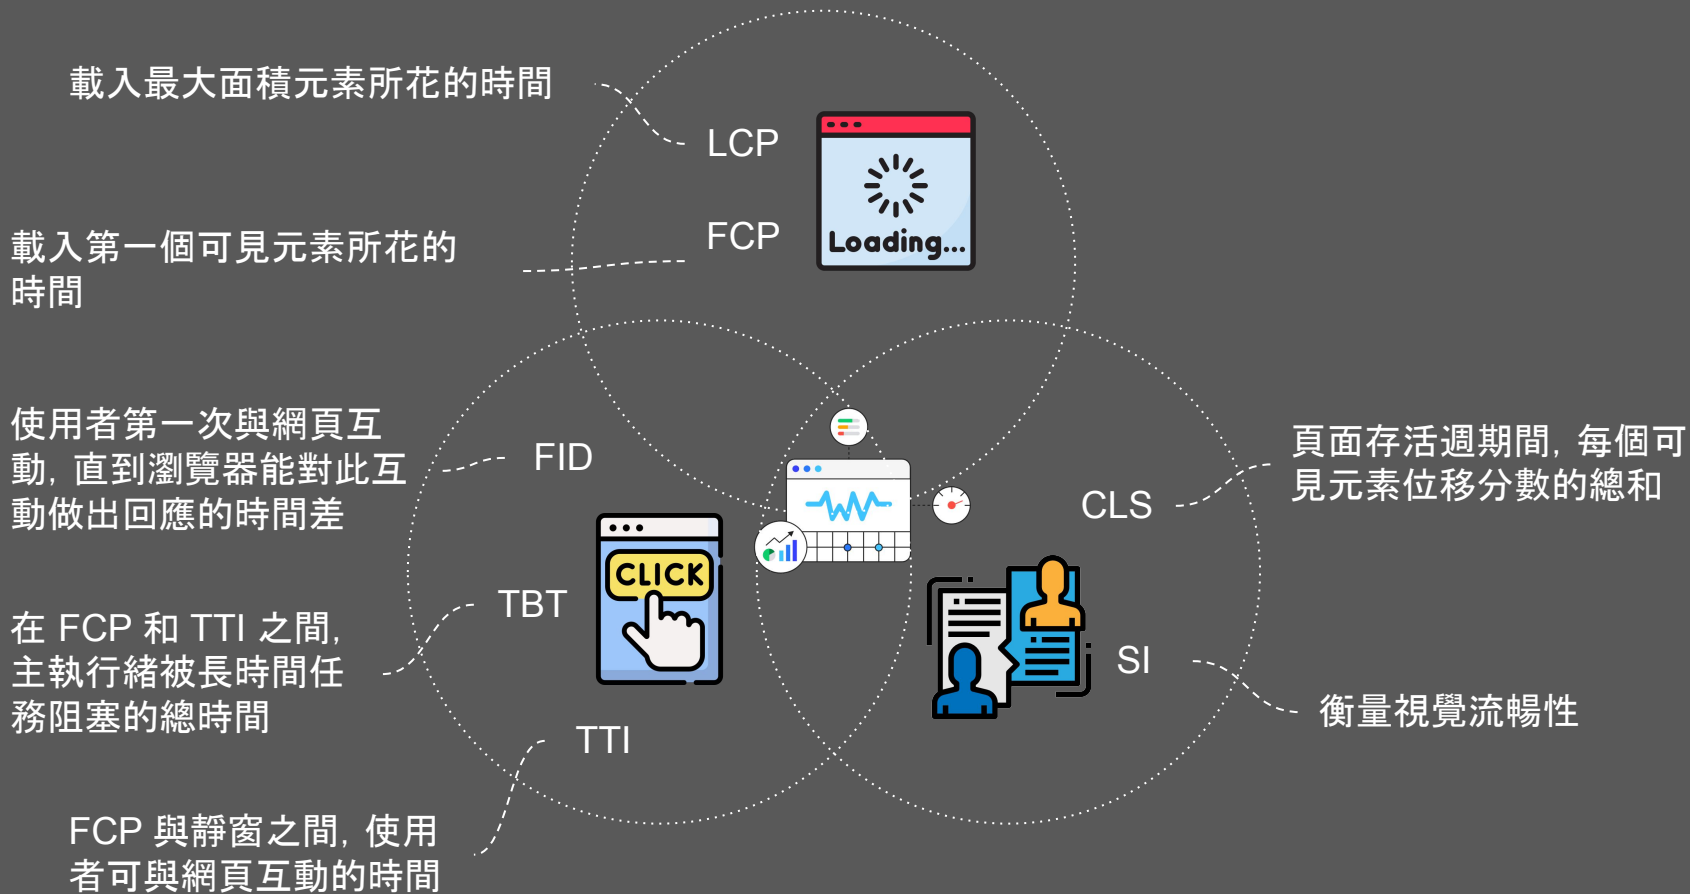 載入最大面積元素所花的時間
LCP
Loading...
FCP
載入第一個可見元素所花的
時間
使用者第一次與網頁互
動，直到瀏覽器能對此互
動做出回應的時間差
FID
CLICK
TBT
在 FCP 和 TTI 之間，
主執行緒被長時間任
務阻塞的總時間
TTI
FCP 與靜窗之間，使用
者可與網頁互動的時間
CLS
頁面存活週期間，每個可
見元素位移分數的總和
SI
衡量視覺流暢性